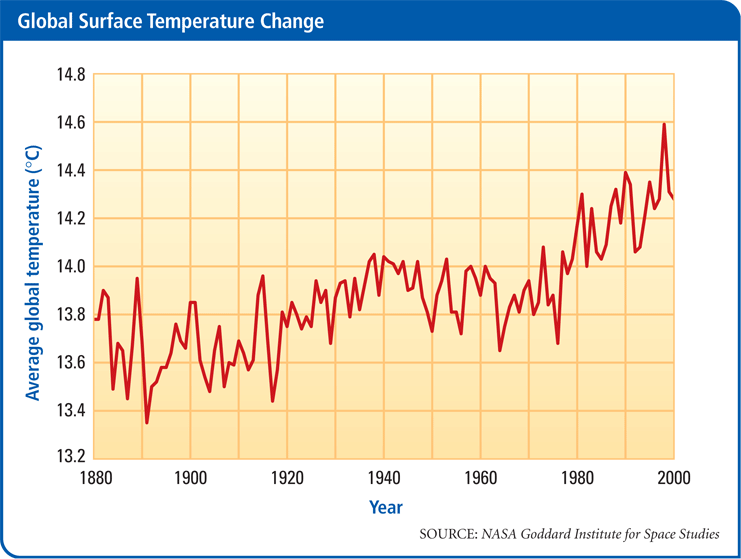 Global Surface Temperature Change
14.8
14.6
14.4
14.2
14.0
13.8
13.6
13.4
13.2
Average global temperature (°C)
1880 1900 1920 1940 1960 1980 2000
Year
SOURCE: NASA Goddard Institute for Space Studies